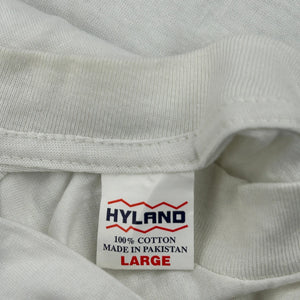 HYLAND
100% COTTON
MADE IN PAKISTAN
LARGE